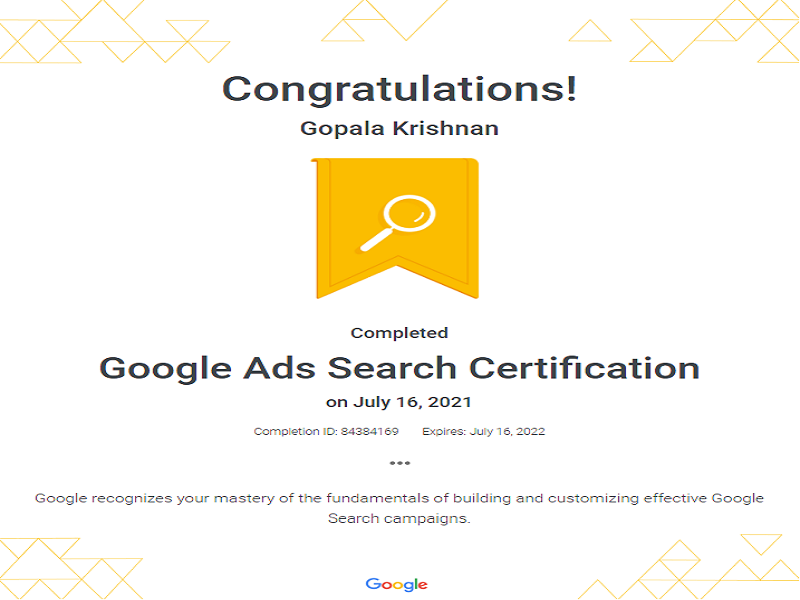 Congratulations!
Gopala Krishnan
Completed
Google Ads Search Certification
on July 16, 2021
Completion ID: 84384169 Expires: July 16, 2022
Google recognizes your mastery of the fundamentals of building and customizing effective Google
Search campaigns.
Google